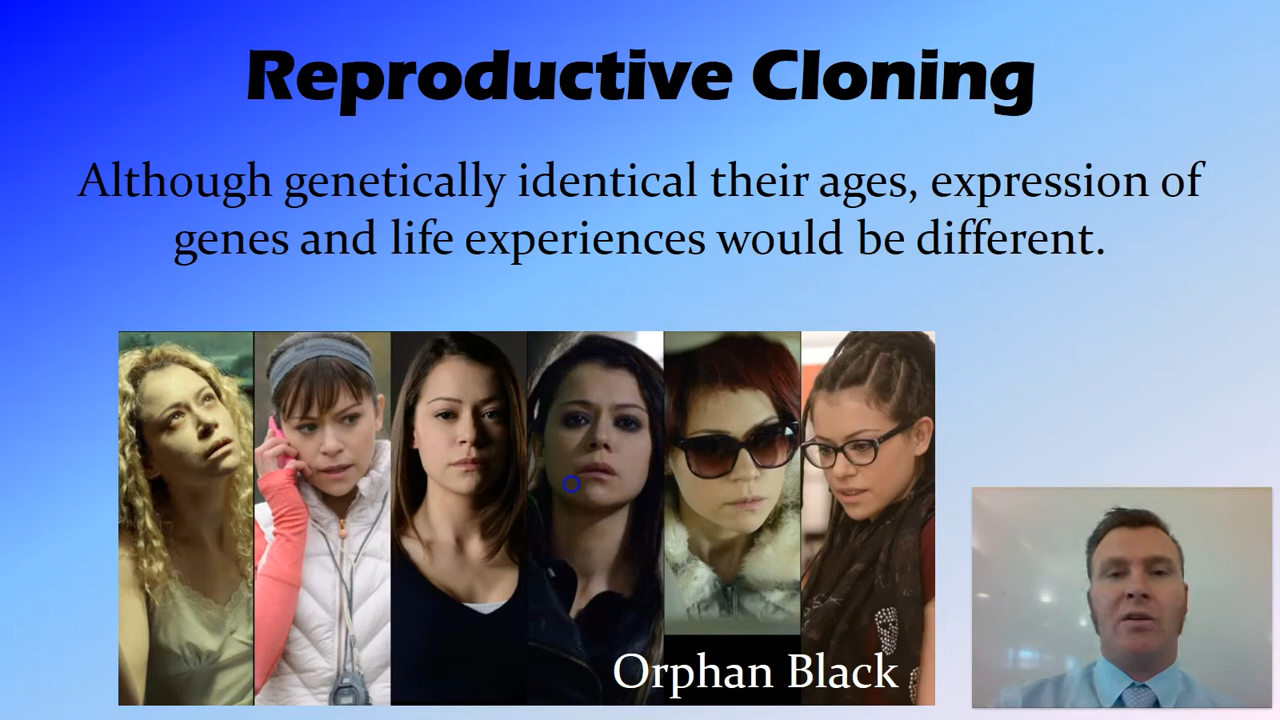 Reproductive Cloning
Although genetically identical their ages, expression of
genes and life experiences would be different.
Orphan Black